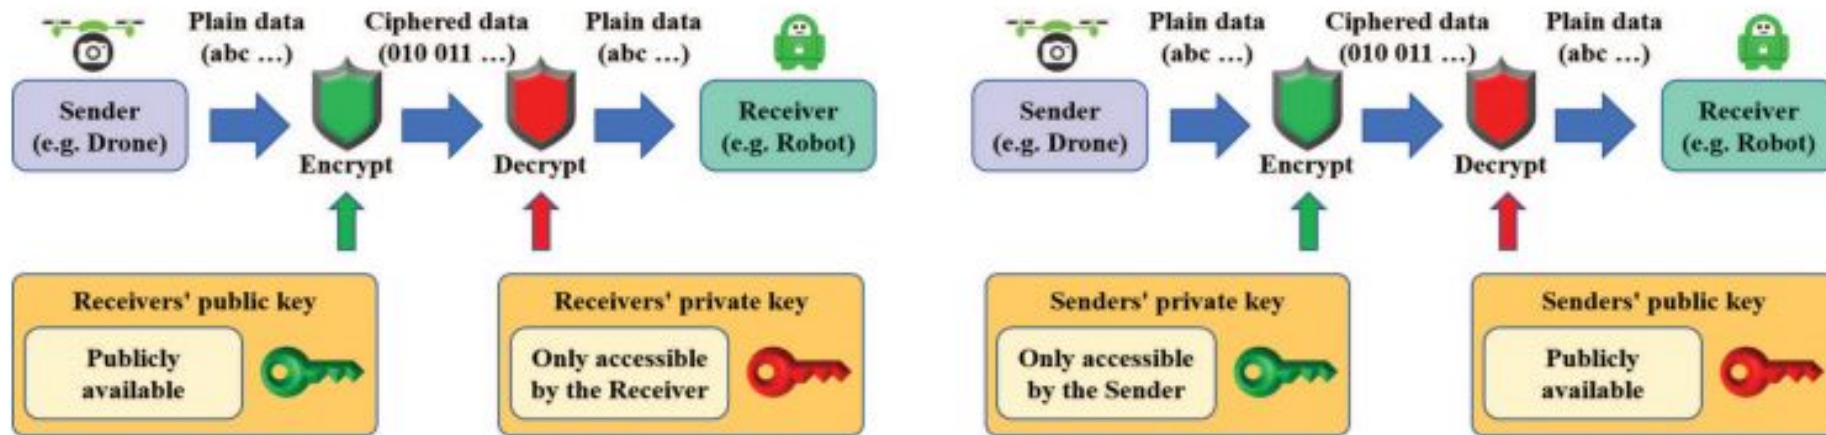 Plain data
(abc ...)
Ciphered data
(010 011 ...)
Plain data
(abc ...)
Sender
(e.g. Drone)
Encrypt
Decrypt
Receiver
(e.g. Robot)
Receivers' public key
Publicly
available
Receivers' private key
Only accessible
by the Receiver
Plain data
(abc ...)
Ciphered data
(010 011 ...)
Plain data
(abc ...)
Sender
(e.g. Drone)
Encrypt
Decrypt
Receiver
(e.g. Robot)
Senders' private key
Only accessible
by the Sender
Senders' public key
Publicly
available